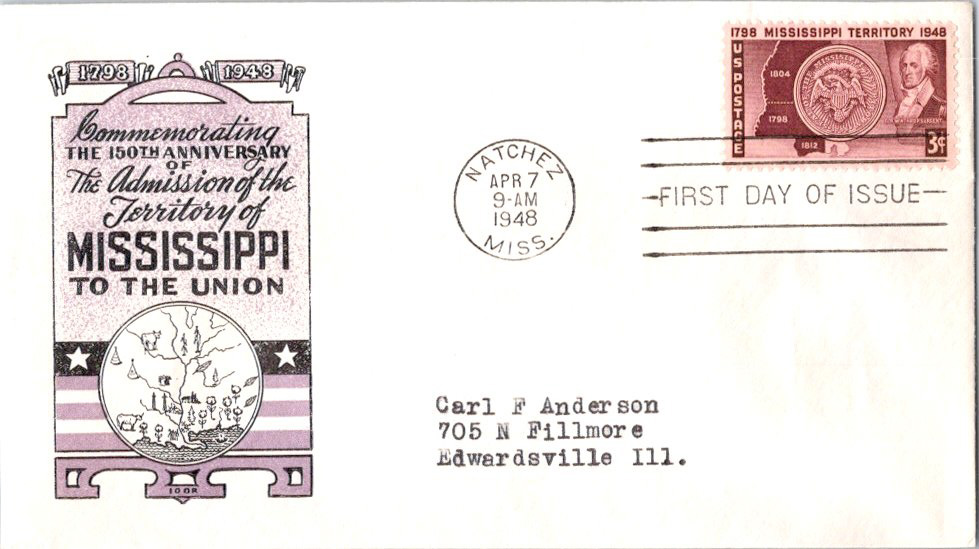 1798 1948
Commemorating
THE 150TH ANNIVERSARY
OF
The Admission of the
Territory of
MISSISSIPPI
TO THE UNION
IOOR
NATCHEZ
APR 7
9-AM
1948
MISS.
1798 MISSISSIPPI TERRITORY 1948
US POSTAGE
1804
1798
1812
3¢
FIRST DAY OF ISSUE
Carl F Anderson
705 N Fillmore
Edwardsville Ill.